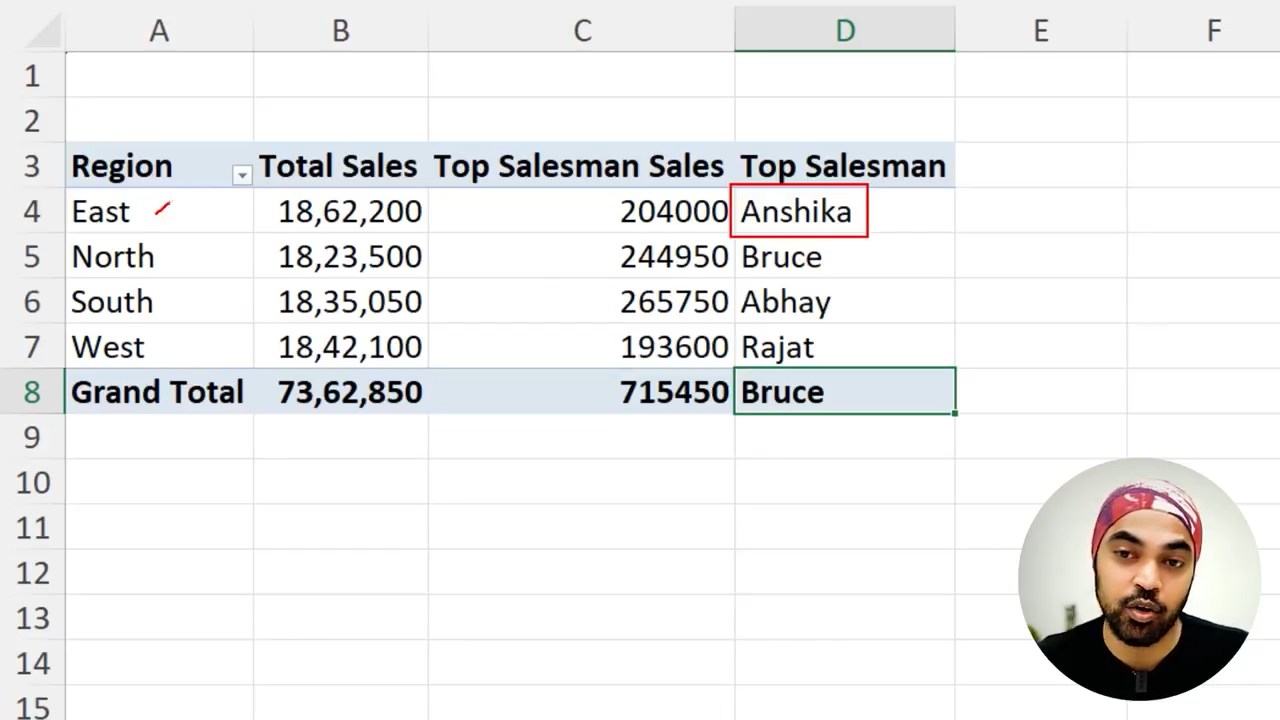 A B C D E F
1
2
3 Region Total Sales Top Salesman Sales Top Salesman
4 East 18,62,200 204000 Anshika
5 North 18,23,500 244950 Bruce
6 South 18,35,050 265750 Abhay
7 West 18,42,100 193600 Rajat
8 Grand Total 73,62,850 715450 Bruce
9
10
11
12
13
14
15